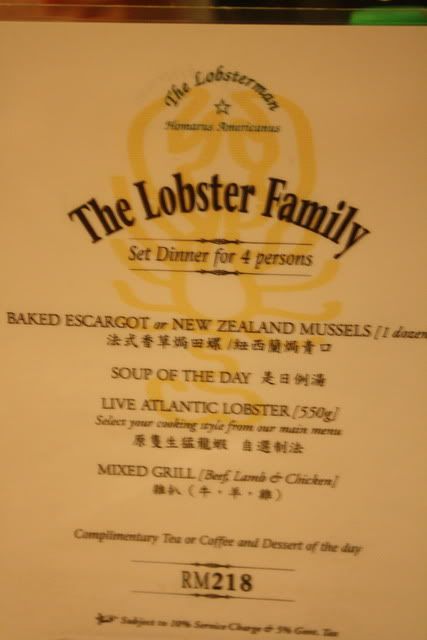 The Lobsterman
Homarus Americanus
The Lobster Family
Set Dinner for 4 persons
BAKED ESCARGOT or NEW ZEALAND MUSSELS [1 dozen
法式香草焗田螺/紐西蘭焗青口
SOUP OF THE DAY 是日例湯
LIVE ATLANTIC LOBSTER [550g]
Select your cooking style from our main menu
原隻生猛龍蝦 自選制法
MIXED GRILL [Beef, Lamb & Chicken]
雜扒 (牛·羊·雞)
Complimentary Tea or Coffee and Dessert of the day
RM218
Subject to 10% Service Charge & 5% Govt. Tax